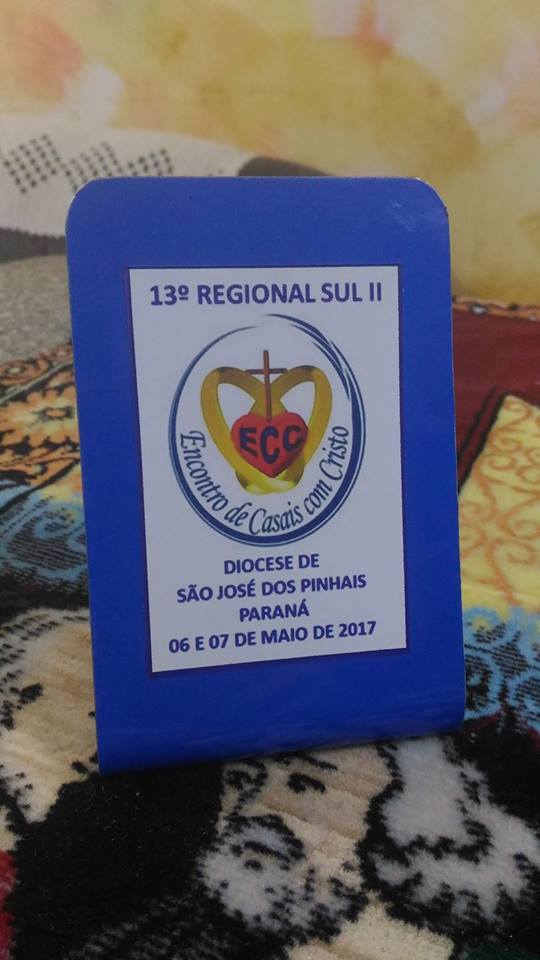 13º REGIONAL SUL II
ECC
Encontro de Casais com Cristo
DIOCESE DE
SÃO JOSÉ DOS PINHAIS
PARANÁ
06 E 07 DE MAIO DE 2017